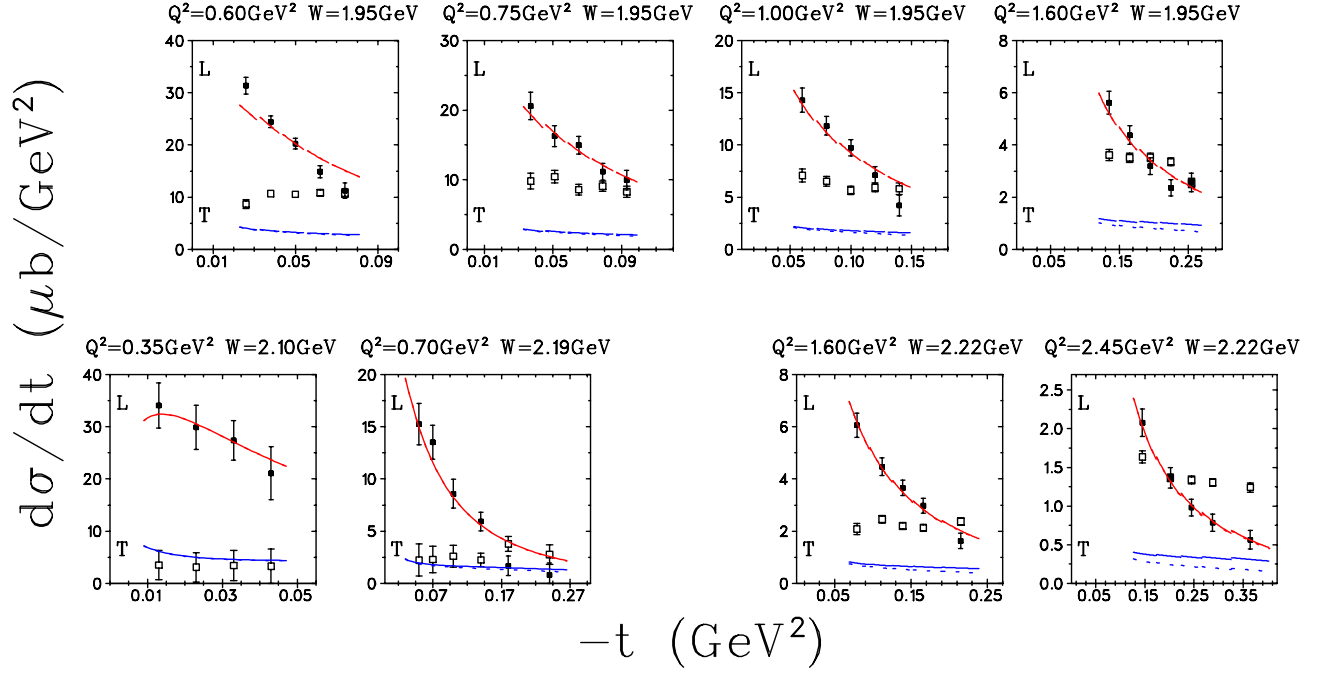 Q²=0.60GeV² W=1.95GeV
Q²=0.75GeV² W=1.95GeV
Q²=1.00GeV² W=1.95GeV
Q²=1.60GeV² W=1.95GeV
40
30
20
10
0
L
T
0.01 0.05 0.09
30
20
10
0
L
T
0.01 0.05 0.09
20
15
10
5
0
L
T
0.05 0.10 0.15
8
6
4
2
0
L
T
0.05 0.15 0.25
dσ/dt (μb/GeV²)
Q²=0.35GeV² W=2.10GeV
Q²=0.70GeV² W=2.19GeV
Q²=1.60GeV² W=2.22GeV
Q²=2.45GeV² W=2.22GeV
40
30
20
10
0
L
T
0.01 0.03 0.05
20
15
10
5
0
L
T
0.07 0.17 0.27
8
6
4
2
0
L
T
0.05 0.15 0.25
2.5
2.0
1.5
1.0
0.5
0.0
L
T
0.05 0.15 0.25 0.35
−t (GeV²)